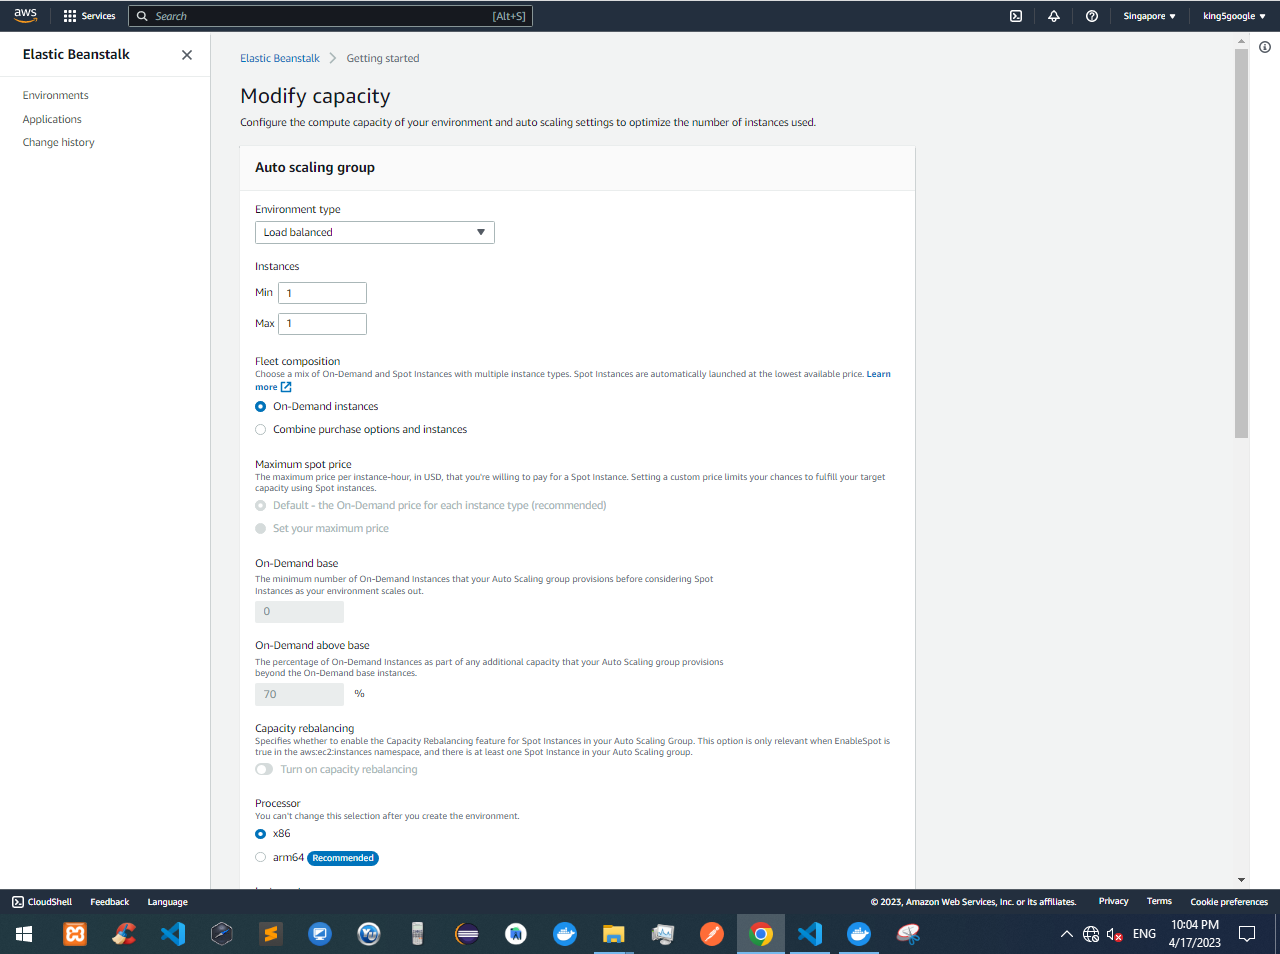 aws
Services
Search
[Alt+S]
Singapore ▼
king5google ▼
Elastic Beanstalk
Environments
Applications
Change history
Elastic Beanstalk
Getting started
Modify capacity
Configure the compute capacity of your environment and auto scaling settings to optimize the number of instances used.
Auto scaling group
Environment type
Load balanced
Instances
Min 1
Max 1
Fleet composition
Choose a mix of On-Demand and Spot Instances with multiple instance types. Spot Instances are automatically launched at the lowest available price. Learn
more
On-Demand instances
Combine purchase options and instances
Maximum spot price
The maximum price per instance-hour, in USD, that you're willing to pay for a Spot Instance. Setting a custom price limits your chances to fulfill your target
capacity using Spot instances.
Default - the On-Demand price for each instance type (recommended)
Set your maximum price
On-Demand base
The minimum number of On-Demand Instances that your Auto Scaling group provisions before considering Spot
Instances as your environment scales out.
0
On-Demand above base
The percentage of On-Demand Instances as part of any additional capacity that your Auto Scaling group provisions
beyond the On-Demand base instances.
70 %
Capacity rebalancing
Specifies whether to enable the Capacity Rebalancing feature for Spot Instances in your Auto Scaling Group. This option is only relevant when EnableSpot is
true in the aws:ec2:instances namespace, and there is at least one Spot Instance in your Auto Scaling group.
Turn on capacity rebalancing
Processor
You can't change this selection after you create the environment.
x86
arm64 Recommended
CloudShell
Feedback
Language
© 2023, Amazon Web Services, Inc. or its affiliates.
Privacy
Terms
Cookie preferences
ENG
10:04 PM
4/17/2023